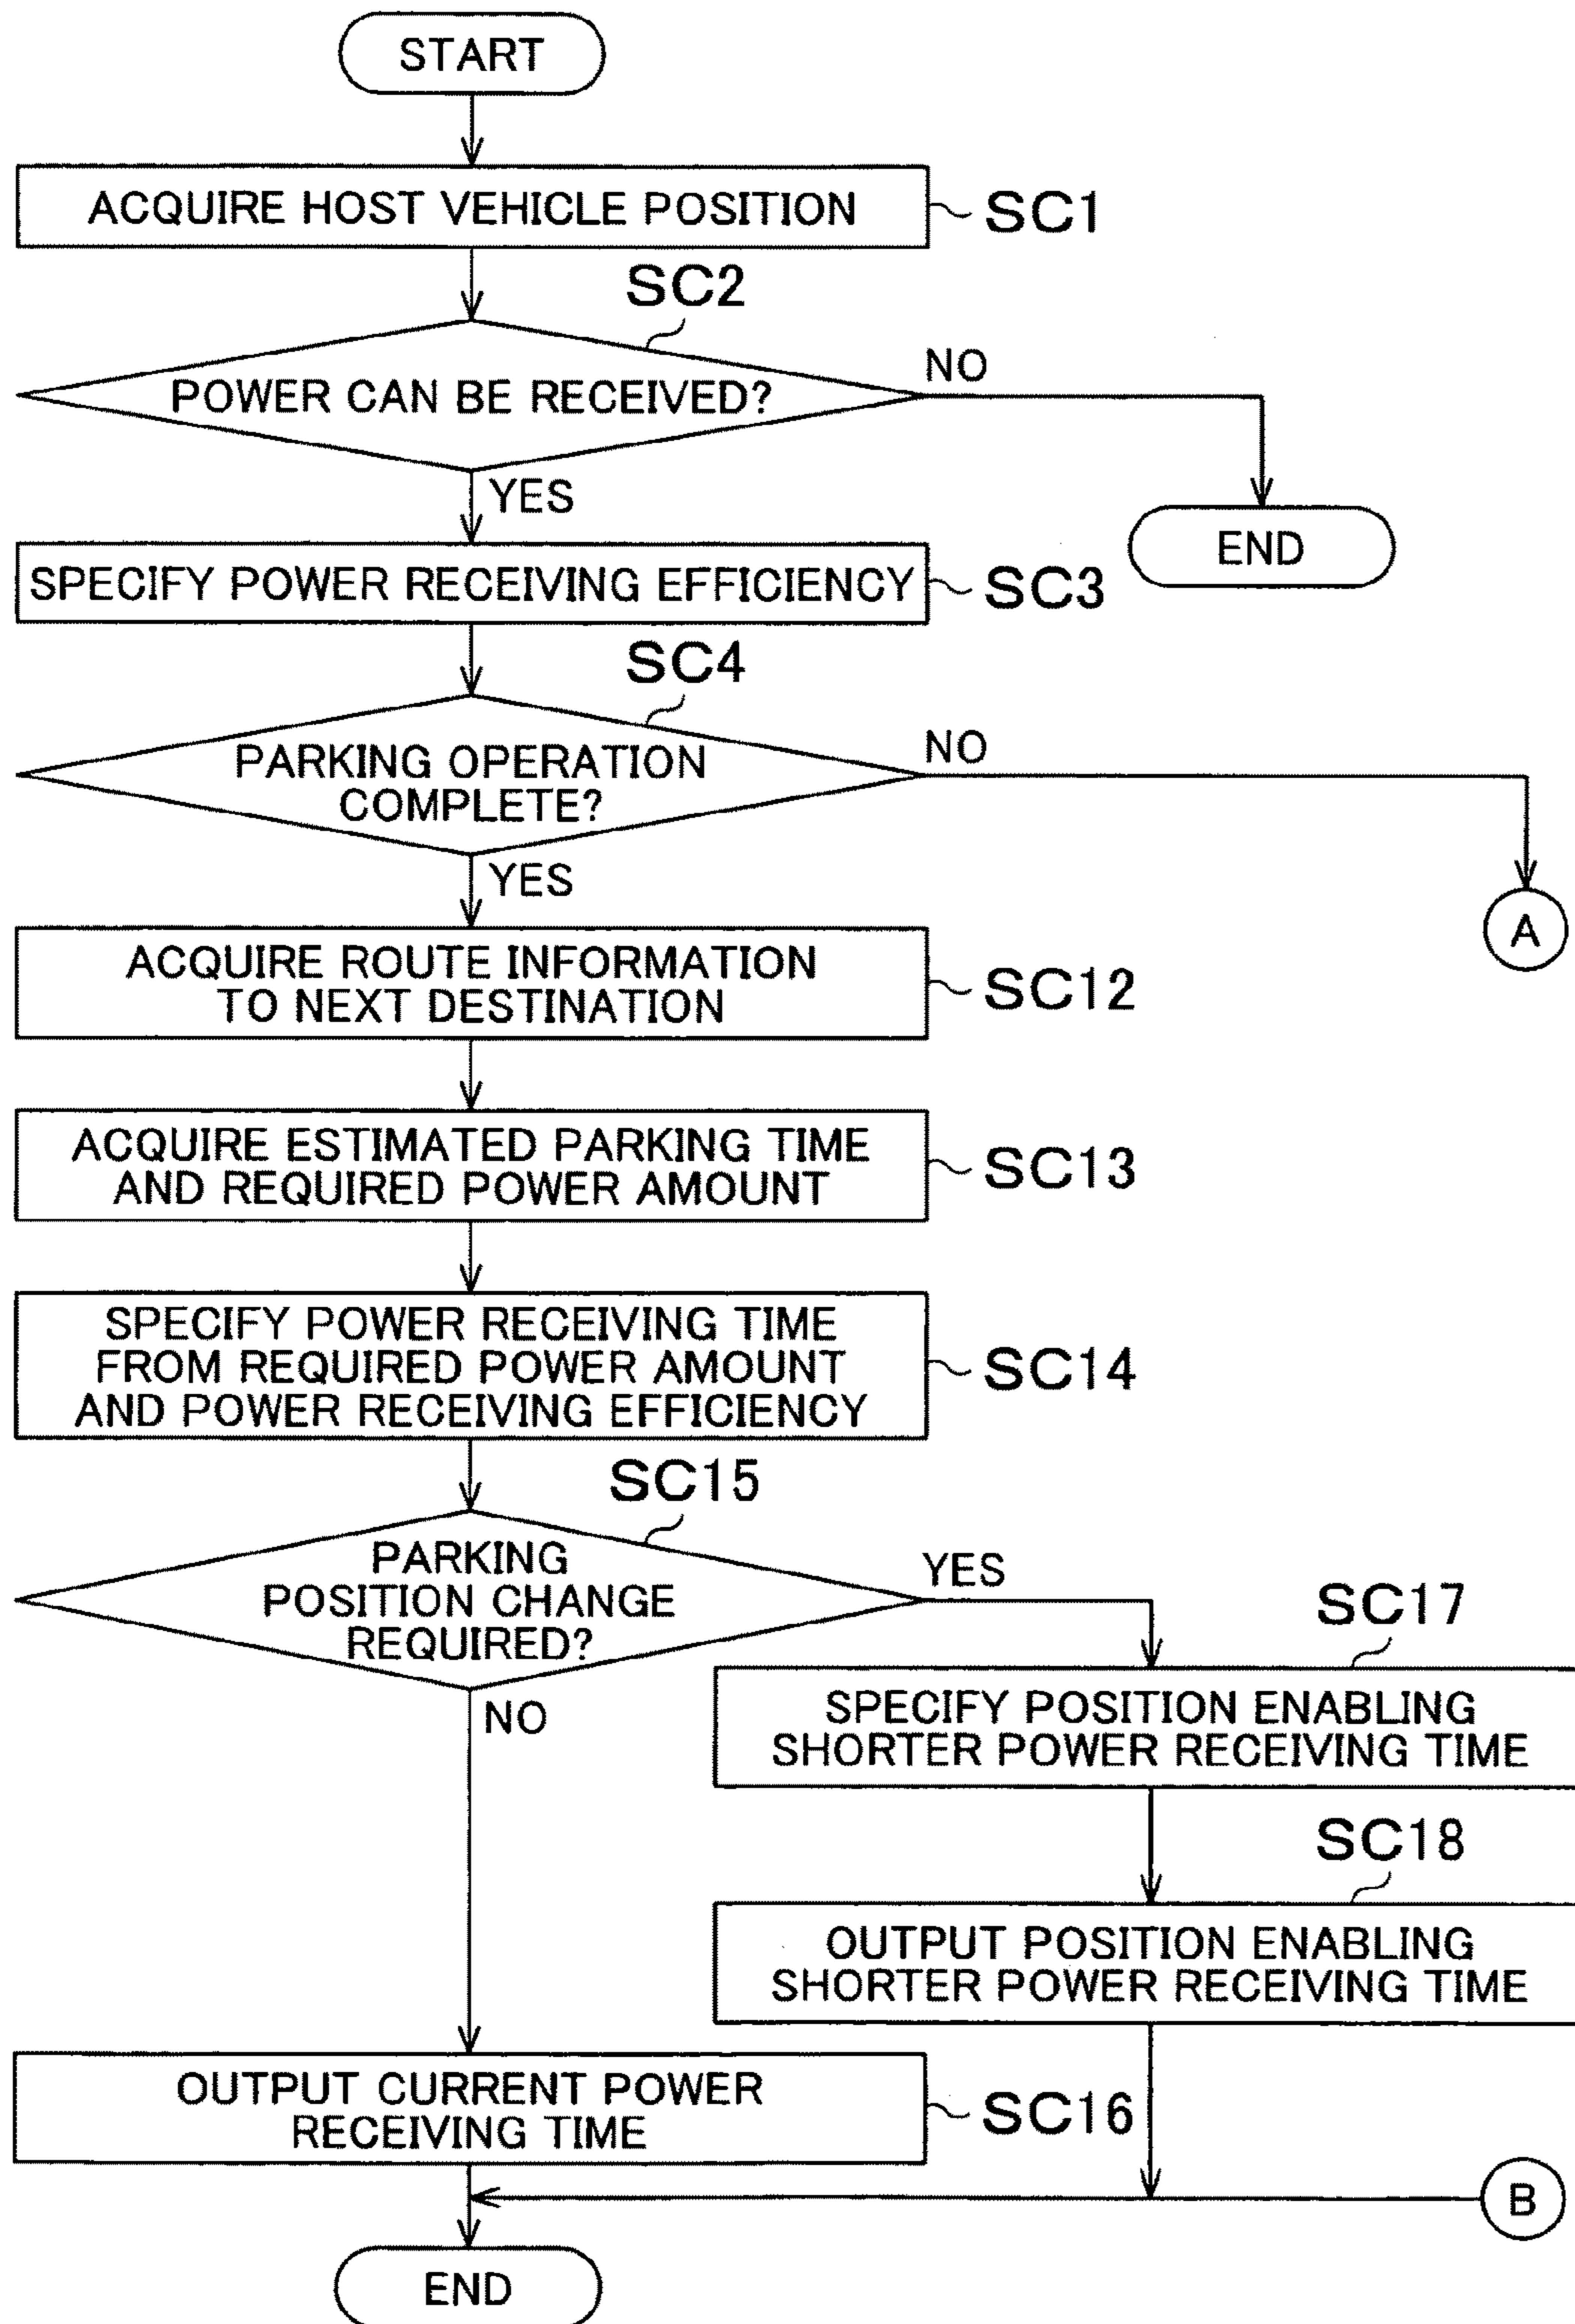 START
ACQUIRE HOST VEHICLE POSITION
SC1
SC2
POWER CAN BE RECEIVED?
NO
YES
END
SPECIFY POWER RECEIVING EFFICIENCY
SC3
SC4
PARKING OPERATION
COMPLETE?
NO
YES
A
ACQUIRE ROUTE INFORMATION
TO NEXT DESTINATION
SC12
ACQUIRE ESTIMATED PARKING TIME
AND REQUIRED POWER AMOUNT
SC13
SPECIFY POWER RECEIVING TIME
FROM REQUIRED POWER AMOUNT
AND POWER RECEIVING EFFICIENCY
SC14
SC15
PARKING
POSITION CHANGE
REQUIRED?
YES
NO
SC17
SPECIFY POSITION ENABLING
SHORTER POWER RECEIVING TIME
SC18
OUTPUT POSITION ENABLING
SHORTER POWER RECEIVING TIME
OUTPUT CURRENT POWER
RECEIVING TIME
SC16
B
END